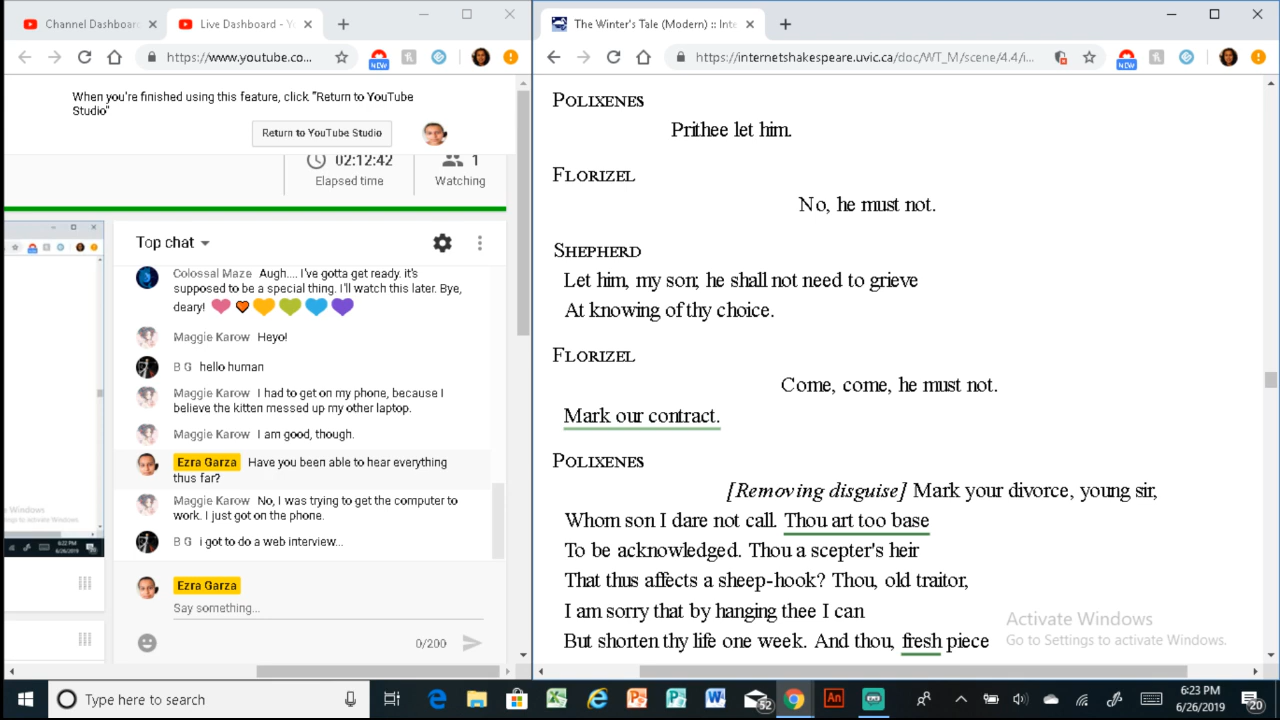 Channel Dashboard
Live Dashboard - Yo
https://www.youtube.co...
NEW
When you're finished using this feature, click "Return to YouTube
Studio"
Return to YouTube Studio
02:12:42
1
Elapsed time
Watching
Top chat
Colossal Maze Augh.... I've gotta get ready. it's
supposed to be a special thing. I'll watch this later. Bye,
deary!
Maggie Karow Heyo!
B G hello human
Maggie Karow I had to get on my phone, because I
believe the kitten messed up my other laptop.
Maggie Karow I am good, though.
Ezra Garza Have you been able to hear everything
thus far?
Maggie Karow No, I was trying to get the computer to
work. I just got on the phone.
B G i got to do a web interview...
Ezra Garza
Say something...
0/200
6:22 PM
6/26/2019
The Winter's Tale (Modern) :: Inte
https://internetshakespeare.uvic.ca/doc/WT_M/scene/4.4/i...
NEW
POLIXENES
Prithee let him.
FLORIZEL
No, he must not.
SHEPHERD
Let him, my son; he shall not need to grieve
At knowing of thy choice.
FLORIZEL
Come, come, he must not.
Mark our contract.
POLIXENES
[Removing disguise] Mark your divorce, young sir,
Whom son I dare not call. Thou art too base
To be acknowledged. Thou a scepter's heir
That thus affects a sheep-hook? Thou, old traitor,
I am sorry that by hanging thee I can
But shorten thy life one week. And thou, fresh piece
Activate Windows
Go to Settings to activate Windows.
Type here to search
52
An
6:23 PM
6/26/2019
20